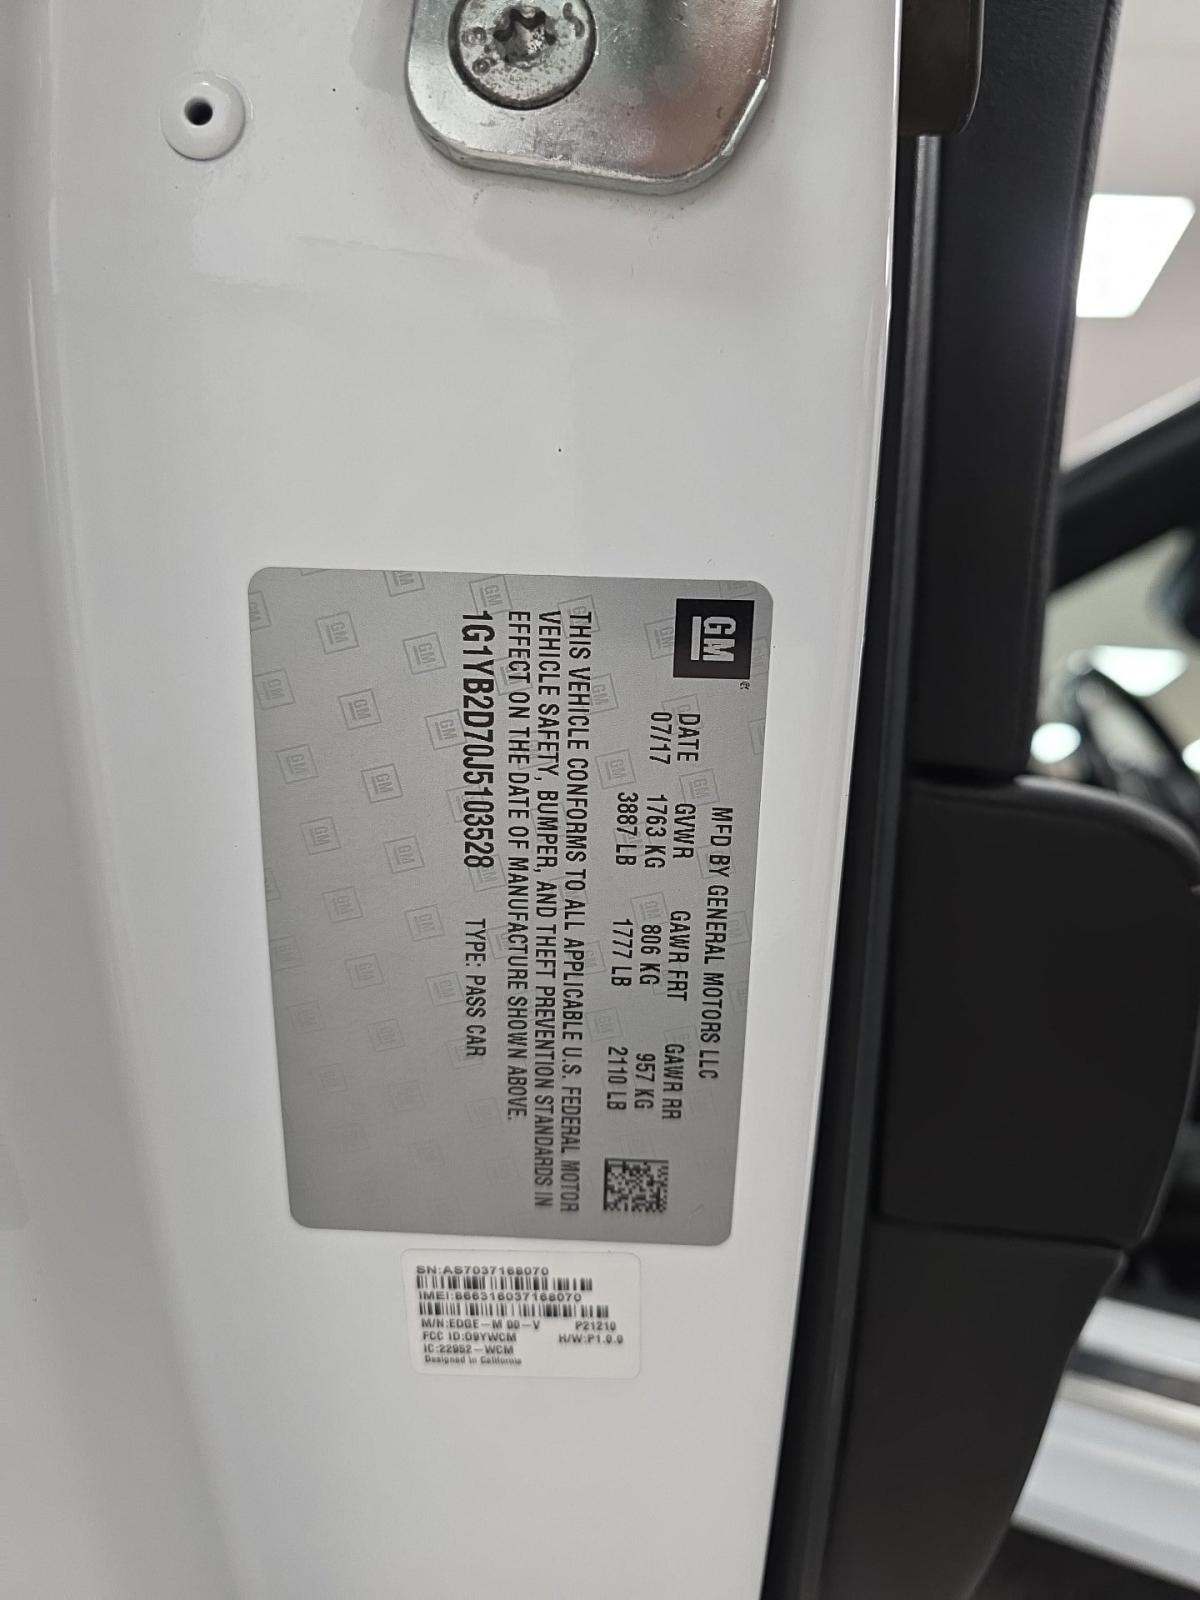 GM
MFD BY GENERAL MOTORS LLC
DATE GVWR GAWR FRT GAWR RR
07/17 1763 KG 806 KG 957 KG
3887 LB 1777 LB 2110 LB
THIS VEHICLE CONFORMS TO ALL APPLICABLE U.S. FEDERAL MOTOR
VEHICLE SAFETY, BUMPER, AND THEFT PREVENTION STANDARDS IN
EFFECT ON THE DATE OF MANUFACTURE SHOWN ABOVE.
1G1YB2D70J5103528 TYPE: PASS CAR
SN:AS7037168070
IMEI:866316037168070
M/N:EDGE-M 00-V P21210
FCC ID:O9YWCM H/W:P1.0.0
IC:22952-WCM
Designed in California